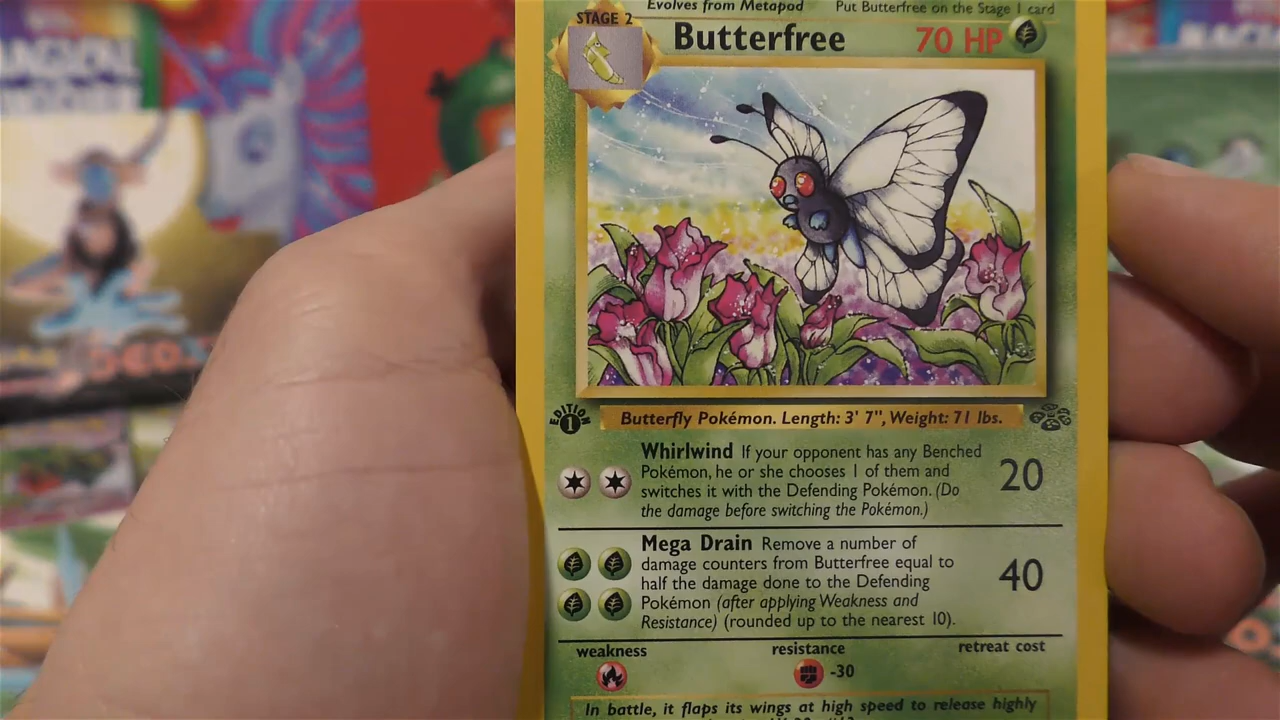 Evolves from Metapod Put Butterfree on the Stage 1 card
STAGE 2
Butterfree 70 HP
EDITION
1
Butterfly Pokémon. Length: 3' 7", Weight: 71 lbs.
Whirlwind If your opponent has any Benched
Pokémon, he or she chooses 1 of them and
switches it with the Defending Pokémon. (Do
the damage before switching the Pokémon.)
20
Mega Drain Remove a number of
damage counters from Butterfree equal to
half the damage done to the Defending
Pokémon (after applying Weakness and
Resistance) (rounded up to the nearest 10).
40
weakness resistance retreat cost
-30
In battle, it flaps its wings at high speed to release highly